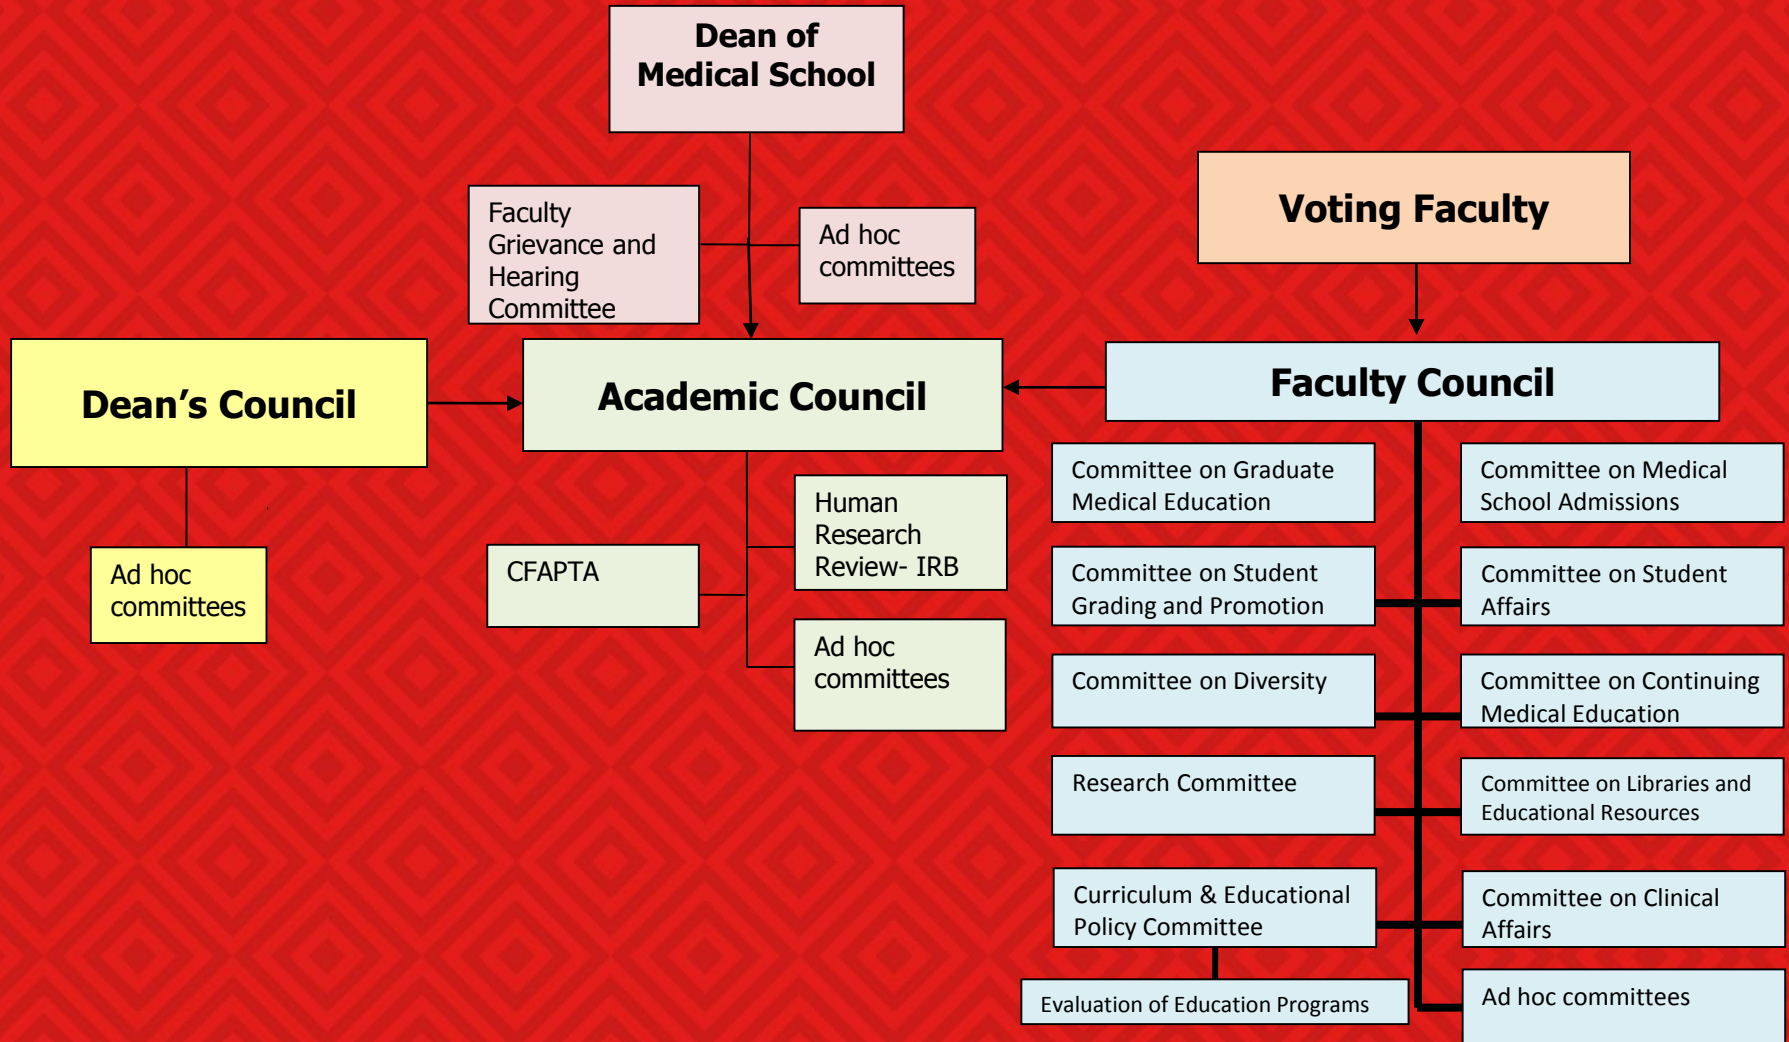 Dean of
Medical School
Faculty
Grievance and
Hearing
Committee
Ad hoc
committees
Voting Faculty
Dean’s Council
Academic Council
Faculty Council
Ad hoc
committees
CFAPTA
Human
Research
Review- IRB
Ad hoc
committees
Committee on Graduate
Medical Education
Committee on Medical
School Admissions
Committee on Student
Grading and Promotion
Committee on Student
Affairs
Committee on Diversity
Committee on Continuing
Medical Education
Research Committee
Committee on Libraries and
Educational Resources
Curriculum & Educational
Policy Committee
Committee on Clinical
Affairs
Evaluation of Education Programs
Ad hoc committees